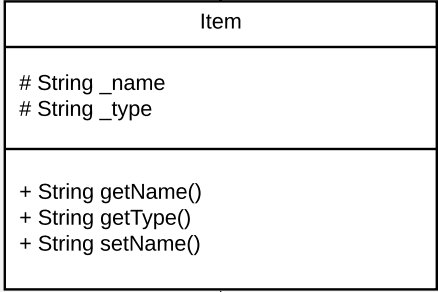 Item
# String _name
# String _type
+ String getName()
+ String getType()
+ String setName()